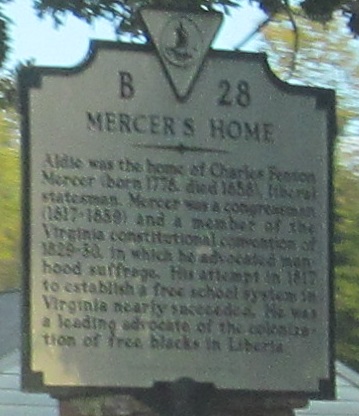 B 28
MERCER'S HOME
Aldie was the home of Charles Fenton
Mercer (born 1778, died 1858), liberal
statesman. Mercer was a congressman
(1817-1839) and a member of the
Virginia constitutional convention of
1829-30, in which he advocated man-
hood suffrage. His attempt in 1817
to establish a free school system in
Virginia nearly succeeded. He was
a leading advocate of the coloniza-
tion of free blacks in Liberia.